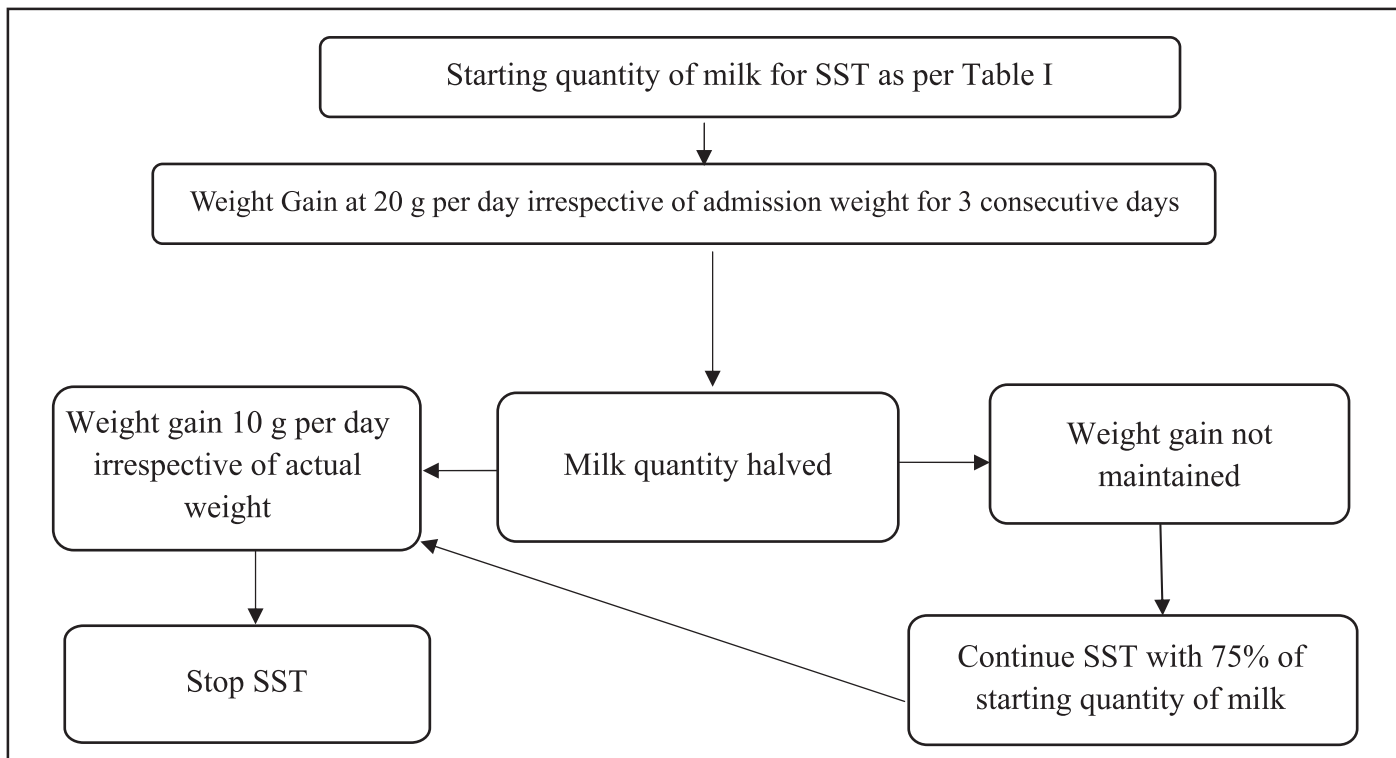 Starting quantity of milk for SST as per Table I
Weight Gain at 20 g per day irrespective of admission weight for 3 consecutive days
Weight gain 10 g per day
irrespective of actual
weight
Milk quantity halved
Weight gain not
maintained
Stop SST
Continue SST with 75% of
starting quantity of milk